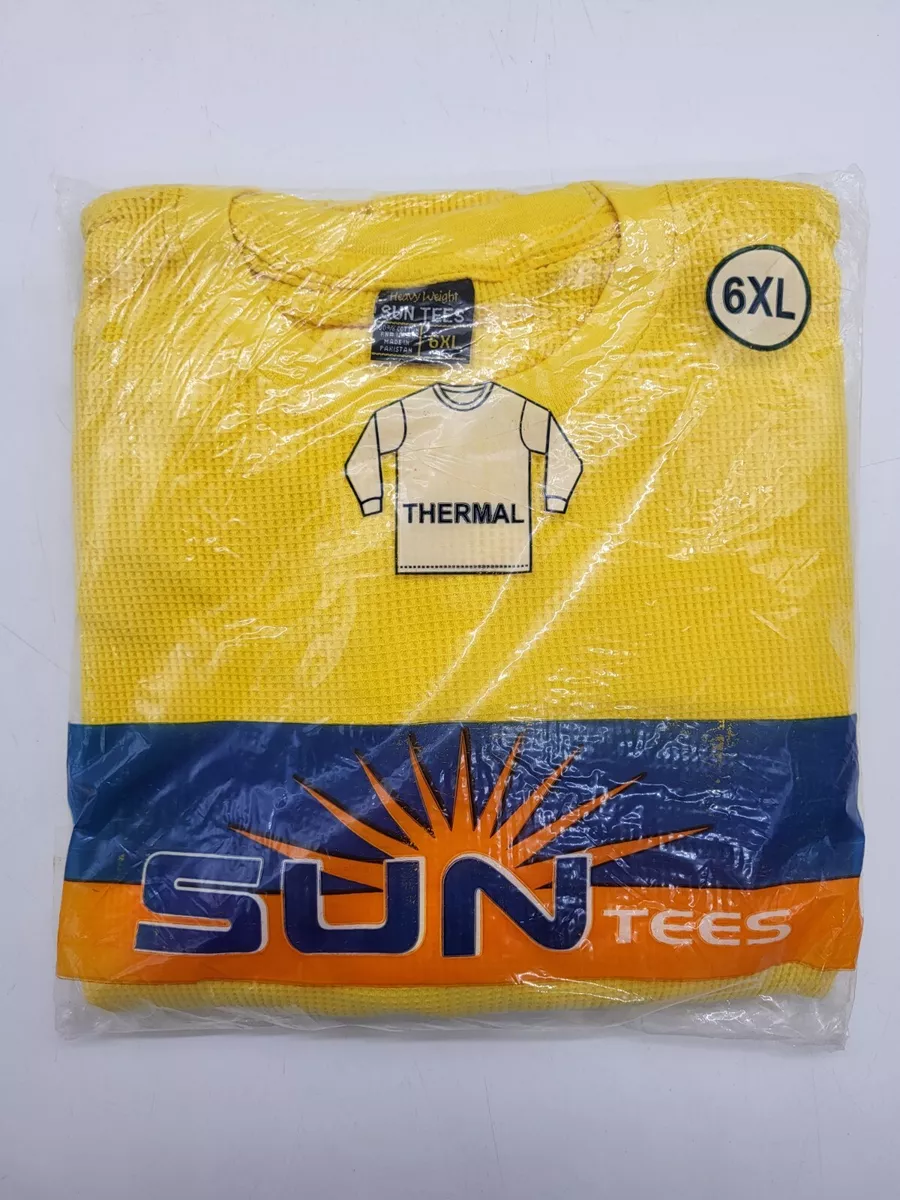 6XL
Heavy Weight
SUN TEES
MADE IN
PAKISTAN
6XL
THERMAL
SUN TEES